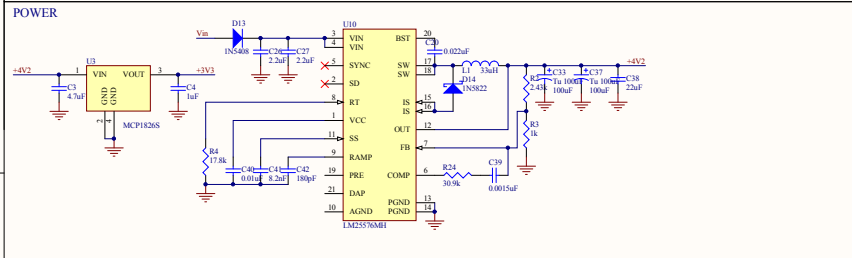 POWER
Vin
D13
1N5408
C26
2.2uF
C27
2.2uF
U10
3
VIN
4
VIN
5
SYNC
2
SD
8
RT
1
VCC
11
SS
9
RAMP
19
PRE
21
DAP
10
AGND
LM25576MH
BST
20
SW
17
SW
18
IS
15
IS
16
OUT
12
FB
7
COMP
6
PGND
13
PGND
14
C20
0.022uF
L1
33uH
D14
1N5822
R2
2.43k
R3
1k
C33
Tu 100uF
100uF
C37
Tu 100uF
100uF
C38
22uF
+4V2
R24
30.9k
C39
0.0015uF
R4
17.8k
C40
0.01uF
C41
8.2nF
C42
180pF
+4V2
C3
4.7uF
U3
1
VIN
VOUT
3
GND
GND
2
4
MCP1826S
C4
1uF
+3V3